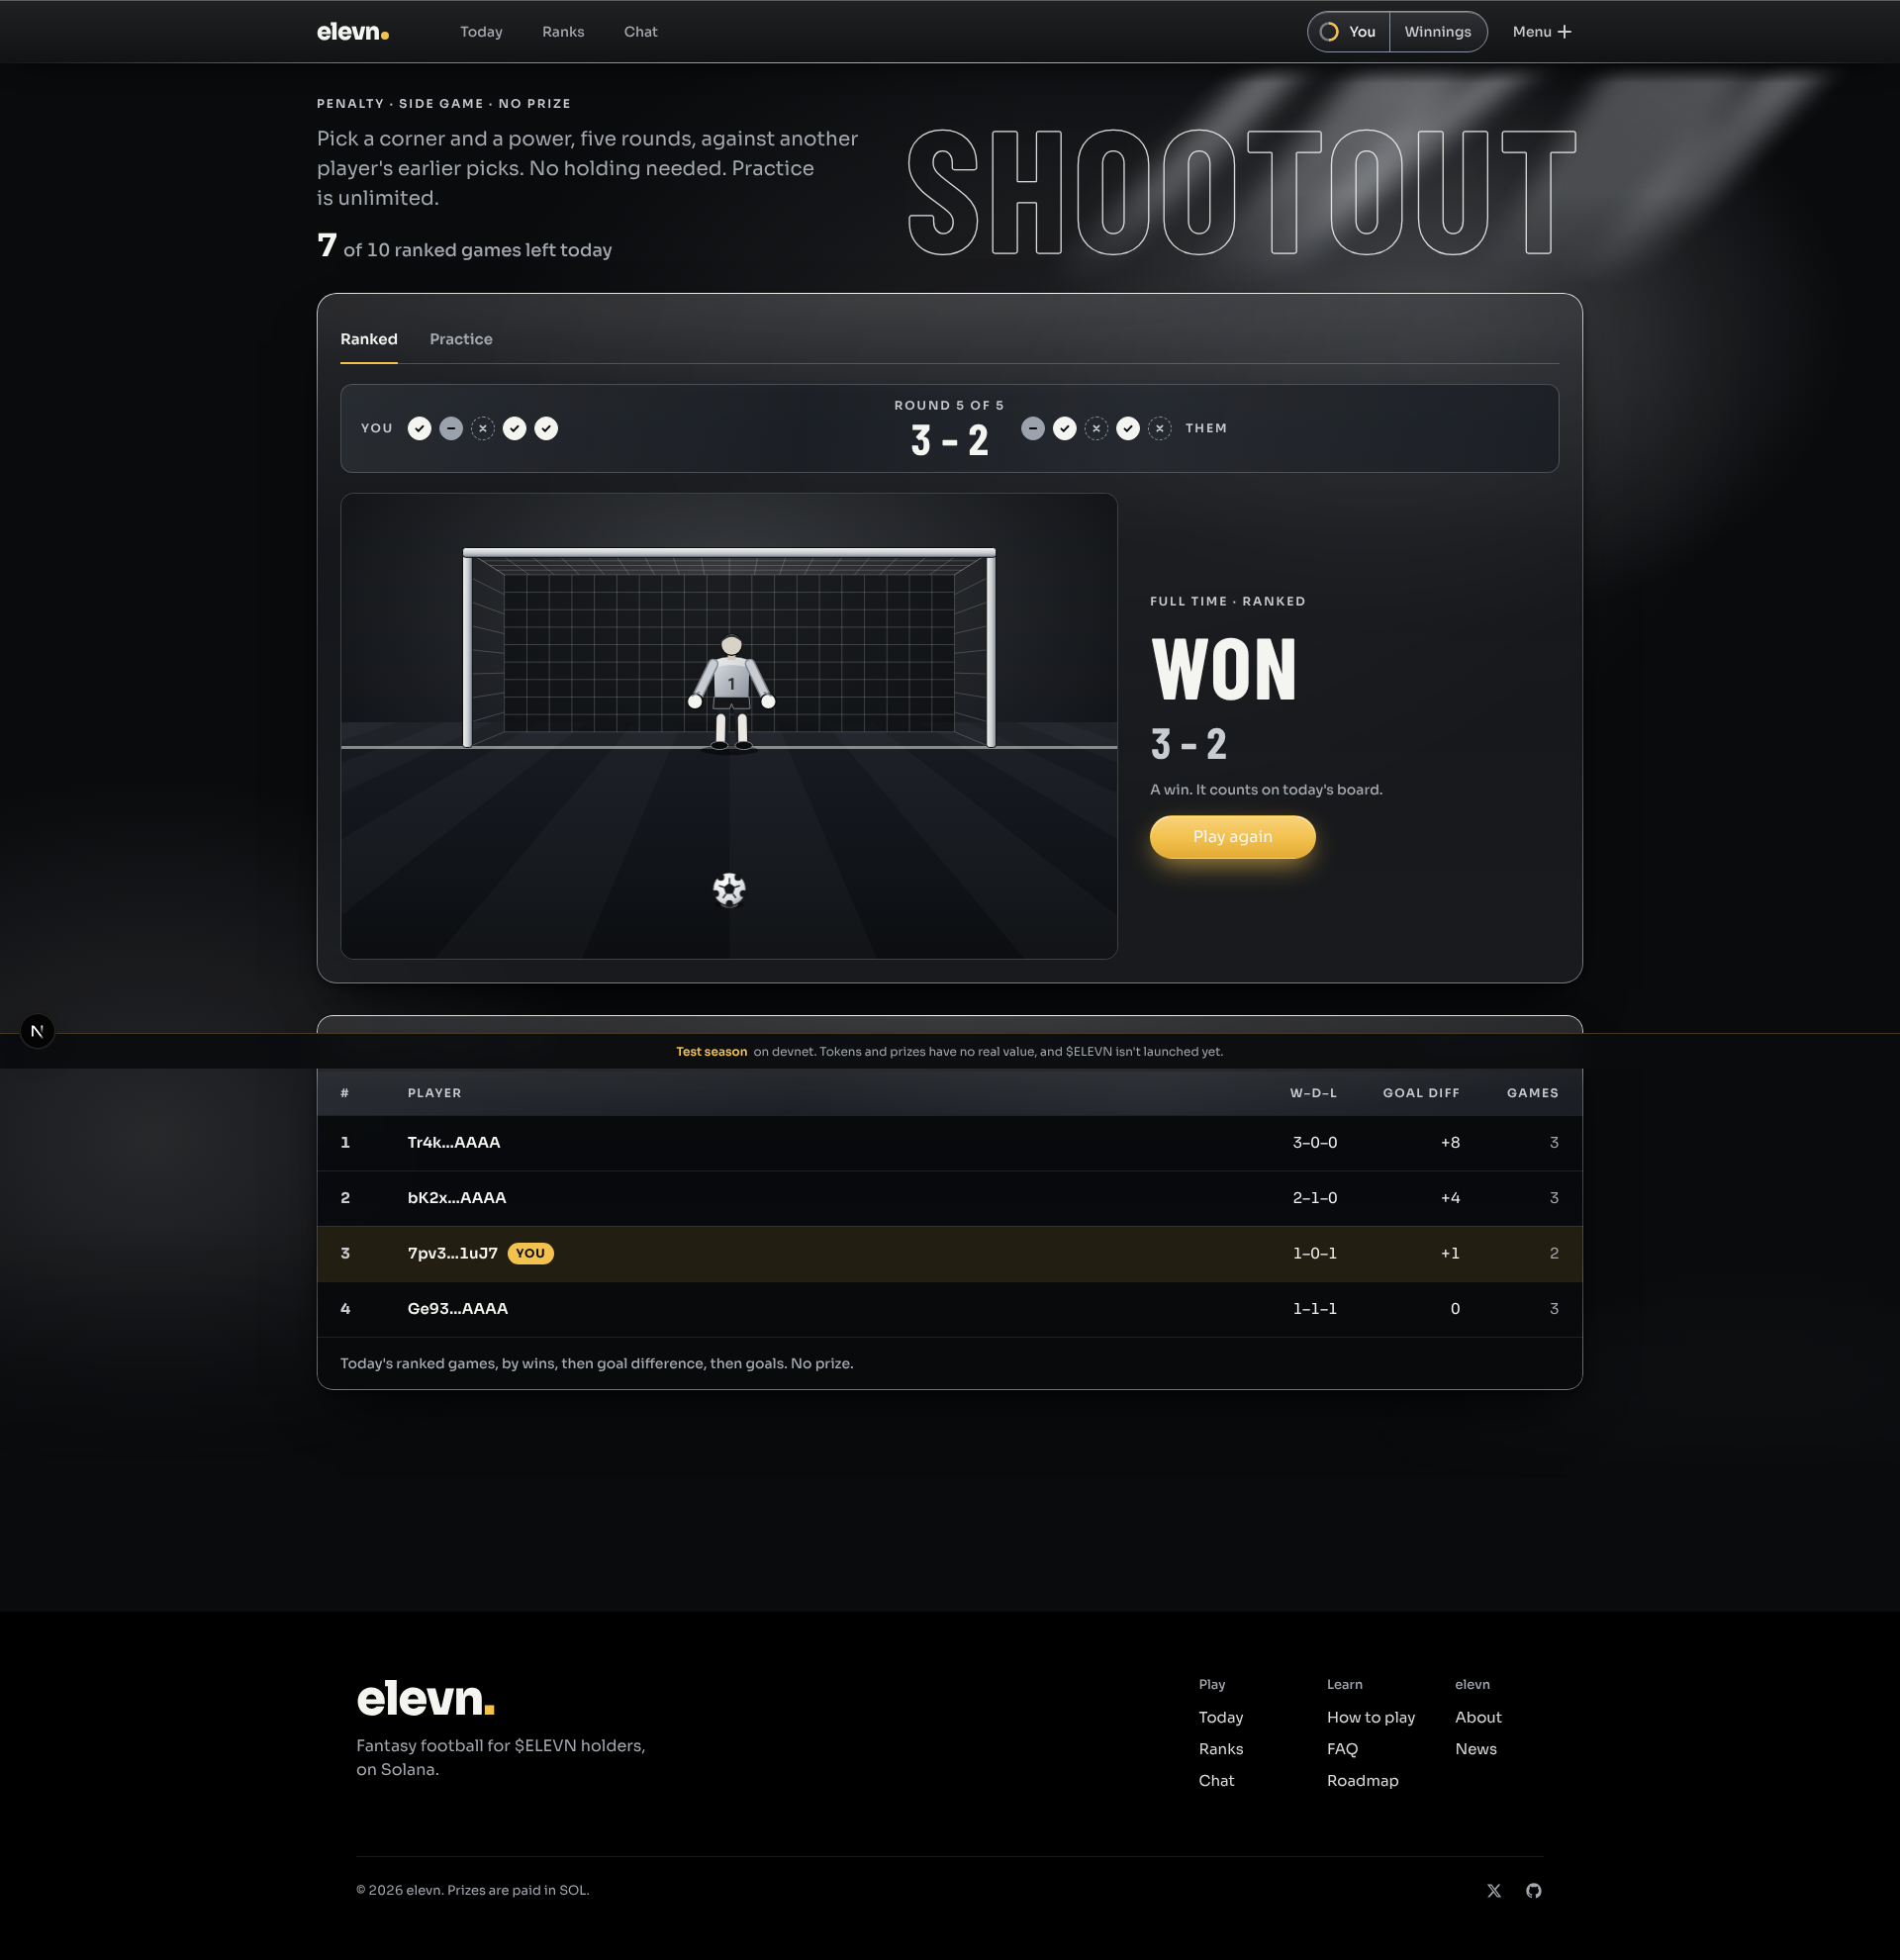 elevn.
Today
Ranks
Chat
You
Winnings
Menu
PENALTY · SIDE GAME · NO PRIZE
Pick a corner and a power, five rounds, against another
player's earlier picks. No holding needed. Practice
is unlimited.
7 of 10 ranked games left today
SHOOTOUT
Ranked
Practice
YOU
ROUND 5 OF 5
3 – 2
THEM
1
FULL TIME · RANKED
WON
3 – 2
A win. It counts on today's board.
Play again
N
Test season on devnet. Tokens and prizes have no real value, and $ELEVN isn't launched yet.
# PLAYER W–D–L GOAL DIFF GAMES
1 Tr4k…AAAA 3–0–0 +8 3
2 bK2x…AAAA 2–1–0 +4 3
3 7pv3…1uJ7 YOU 1–0–1 +1 2
4 Ge93…AAAA 1–1–1 0 3
Today's ranked games, by wins, then goal difference, then goals. No prize.
elevn.
Fantasy football for $ELEVN holders,
on Solana.
Play
Today
Ranks
Chat
Learn
How to play
FAQ
Roadmap
elevn
About
News
© 2026 elevn. Prizes are paid in SOL.